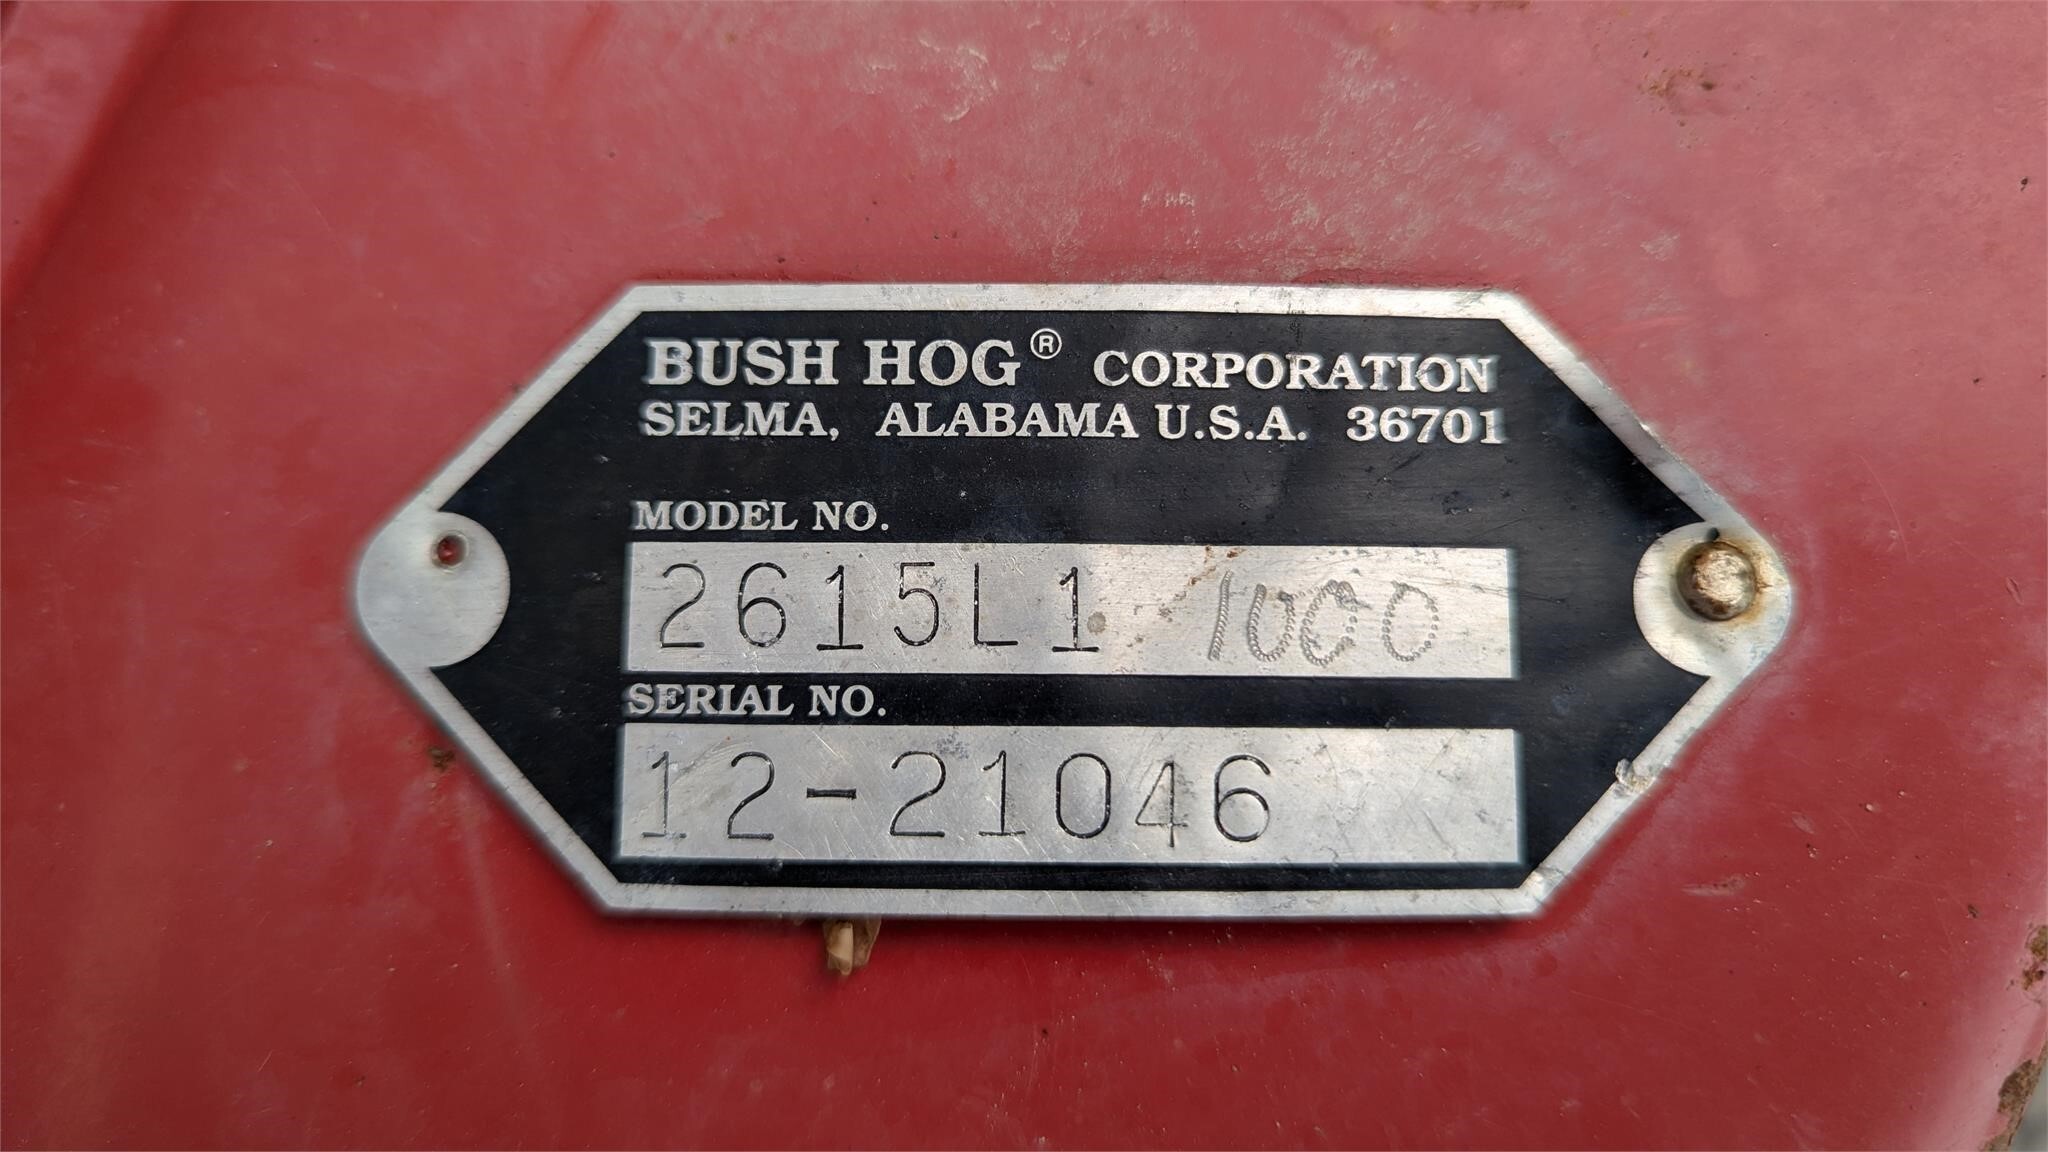 BUSH HOG® CORPORATION
SELMA, ALABAMA U.S.A. 36701
MODEL NO.
2615L1 1000
SERIAL NO.
12-21046